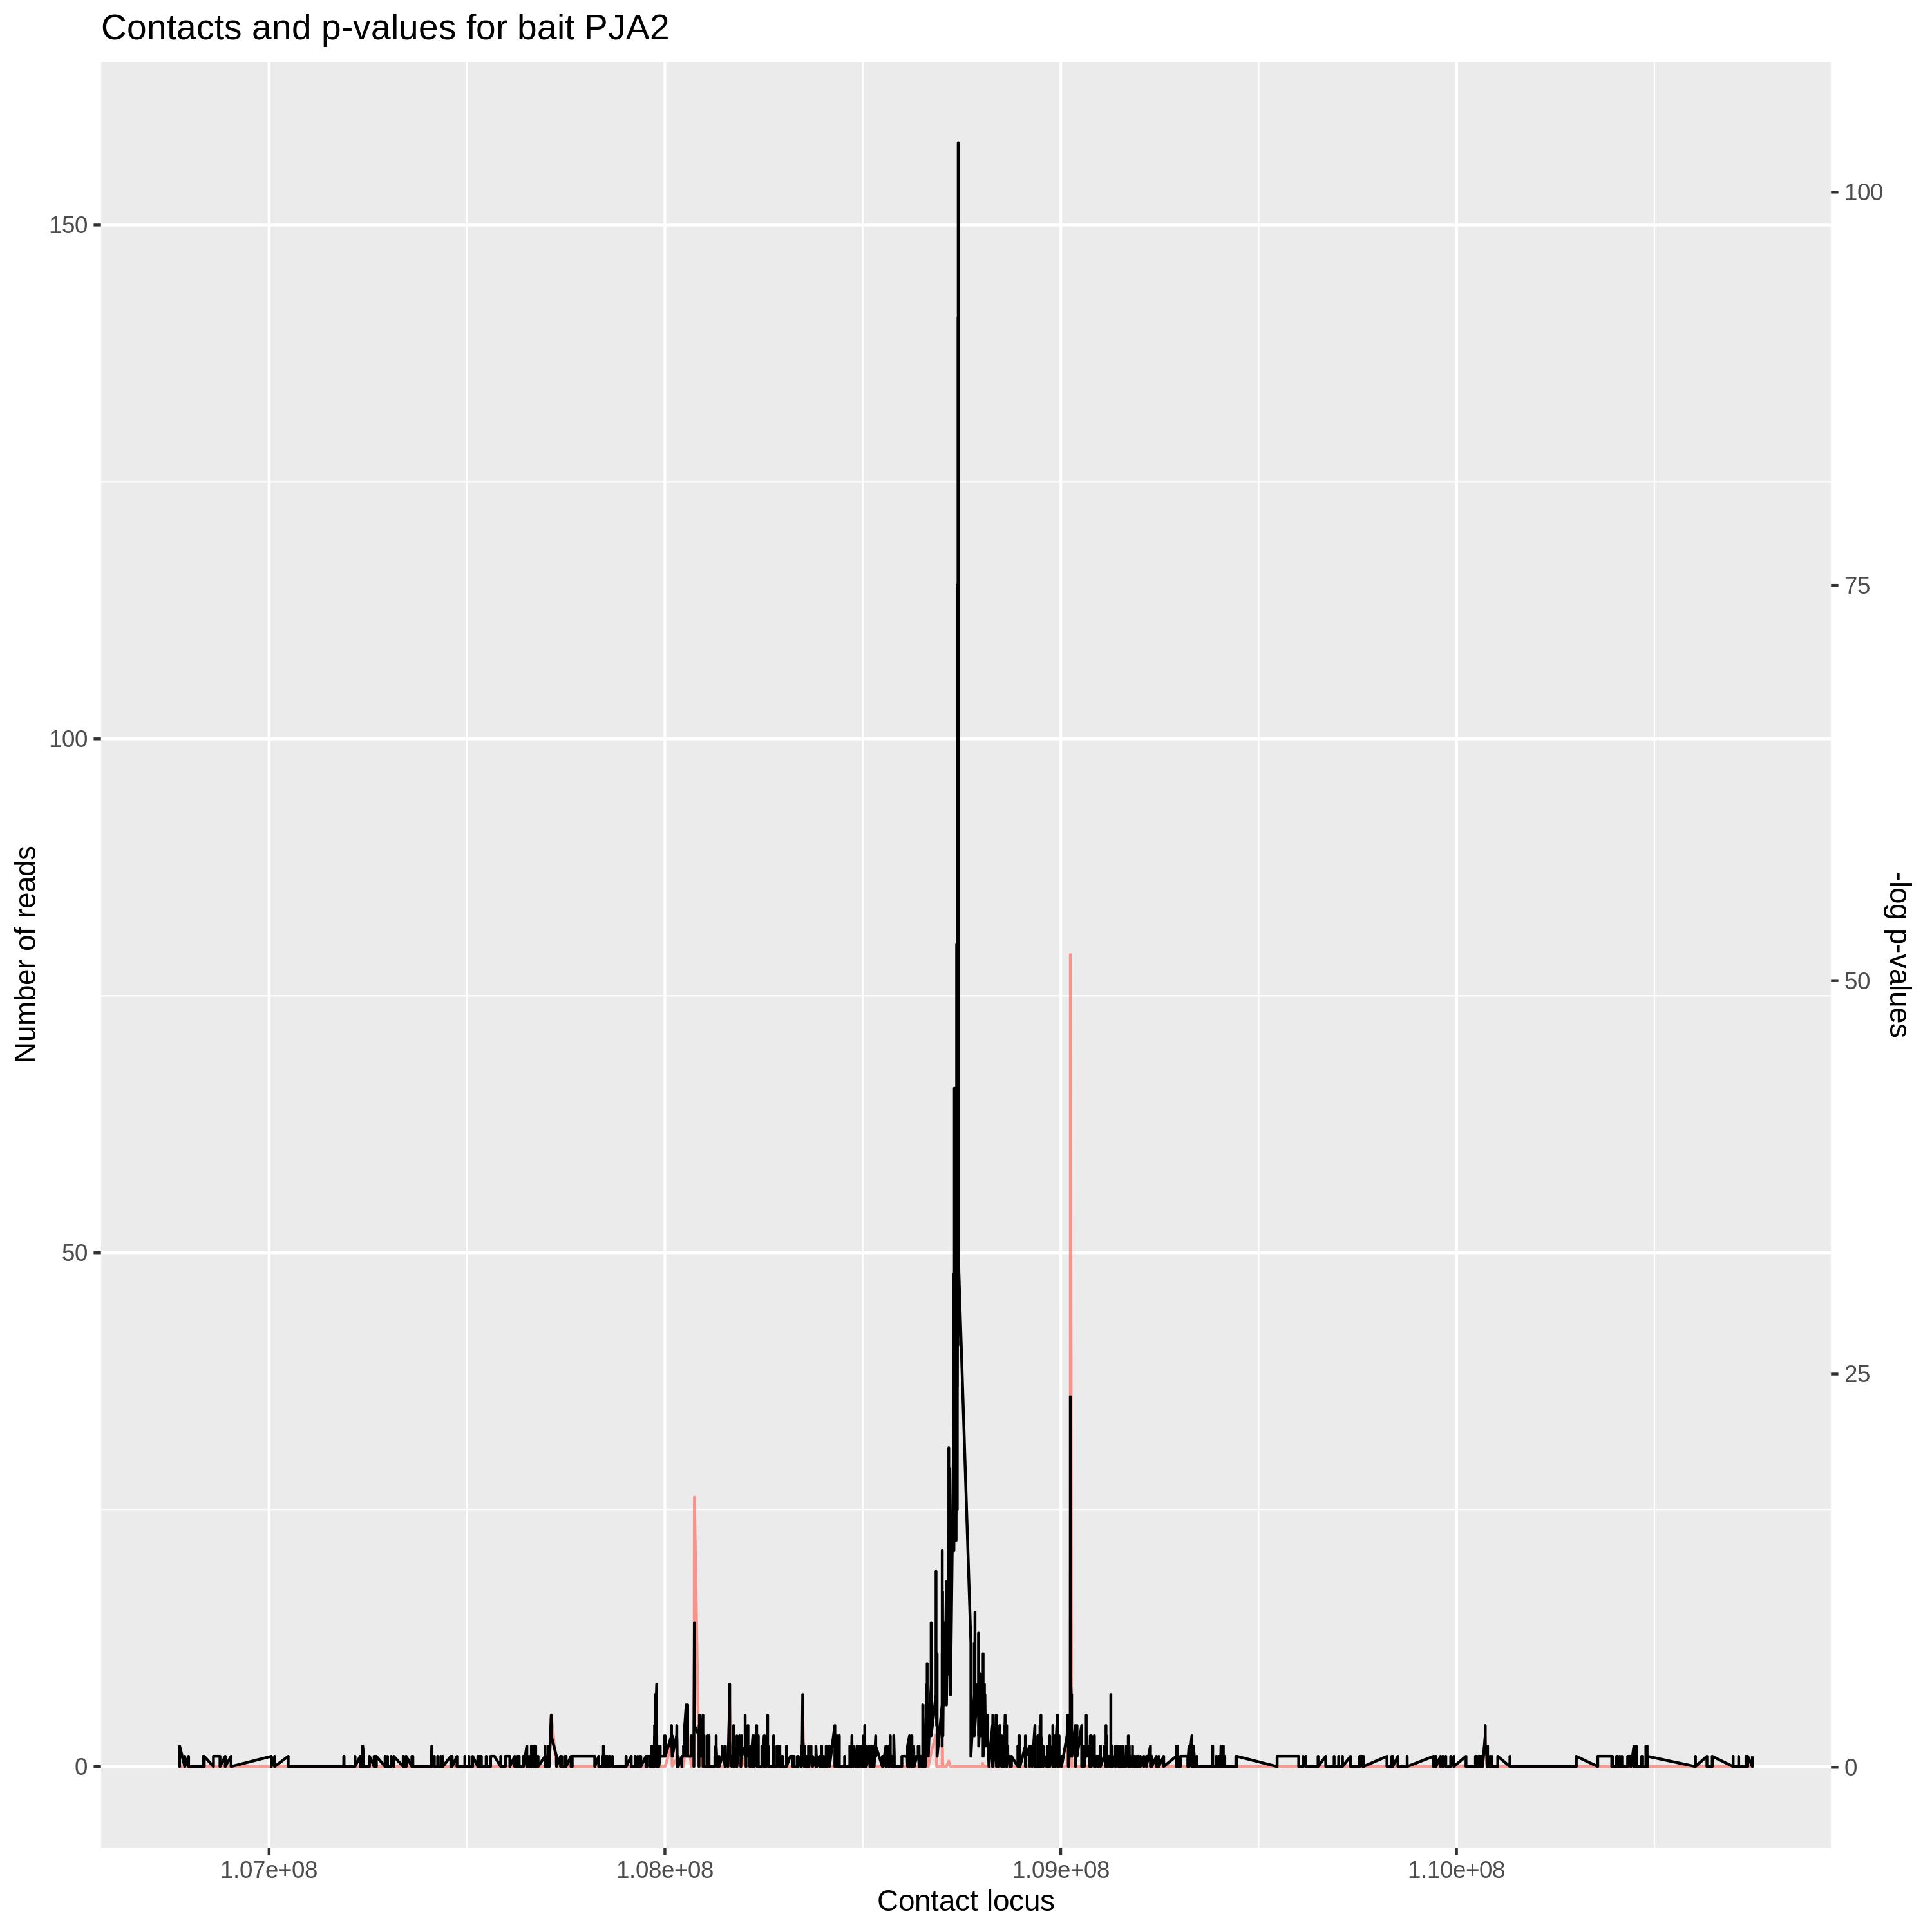 Contacts and p-values for bait PJA2
150
100
50
0
Number of reads
100
75
50
25
0
-log p-values
1.07e+08
1.08e+08
1.09e+08
1.10e+08
Contact locus